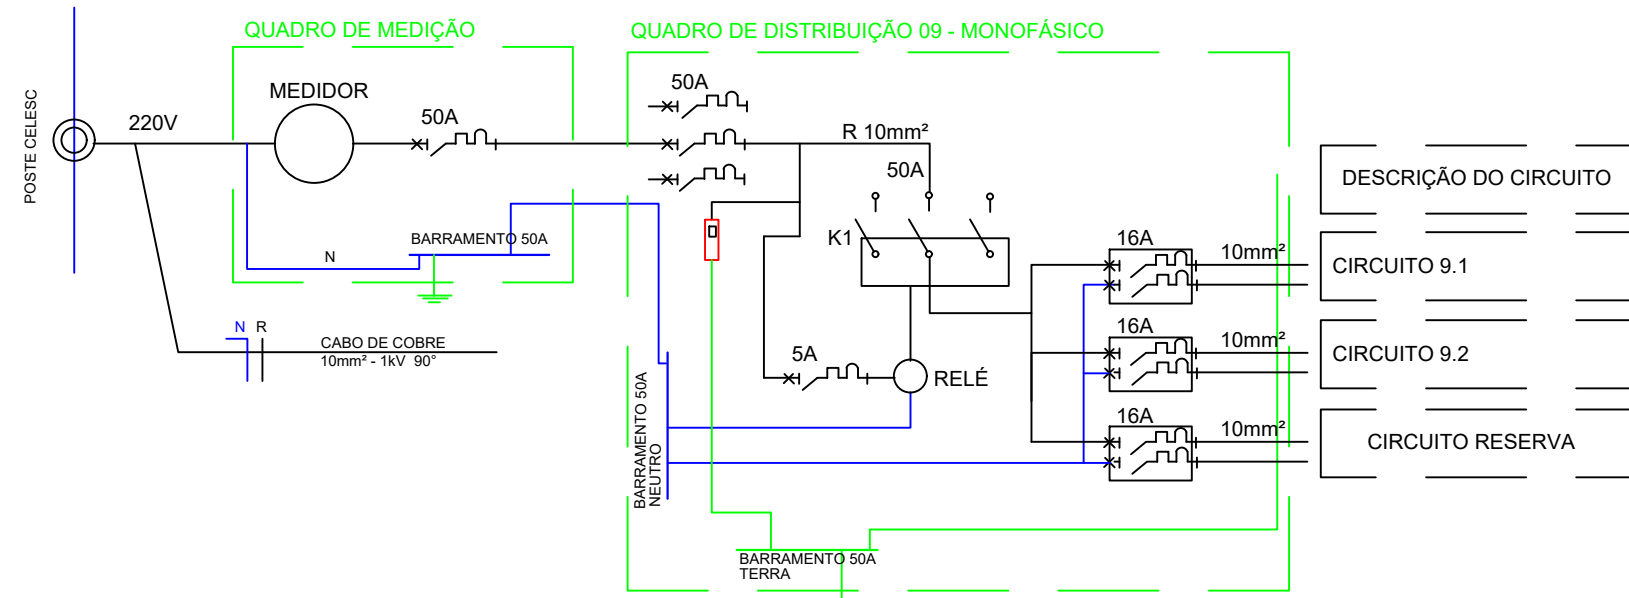 QUADRO DE MEDIÇÃO
QUADRO DE DISTRIBUIÇÃO 09 - MONOFÁSICO
POSTE CELESC
220V
MEDIDOR
50A
50A
R 10mm²
50A
K1
DESCRIÇÃO DO CIRCUITO
BARRAMENTO 50A
N
16A
10mm²
CIRCUITO 9.1
N R
CABO DE COBRE
10mm² - 1kV 90°
5A
RELÉ
16A
10mm²
CIRCUITO 9.2
BARRAMENTO 50A
NEUTRO
16A
10mm²
CIRCUITO RESERVA
BARRAMENTO 50A
TERRA